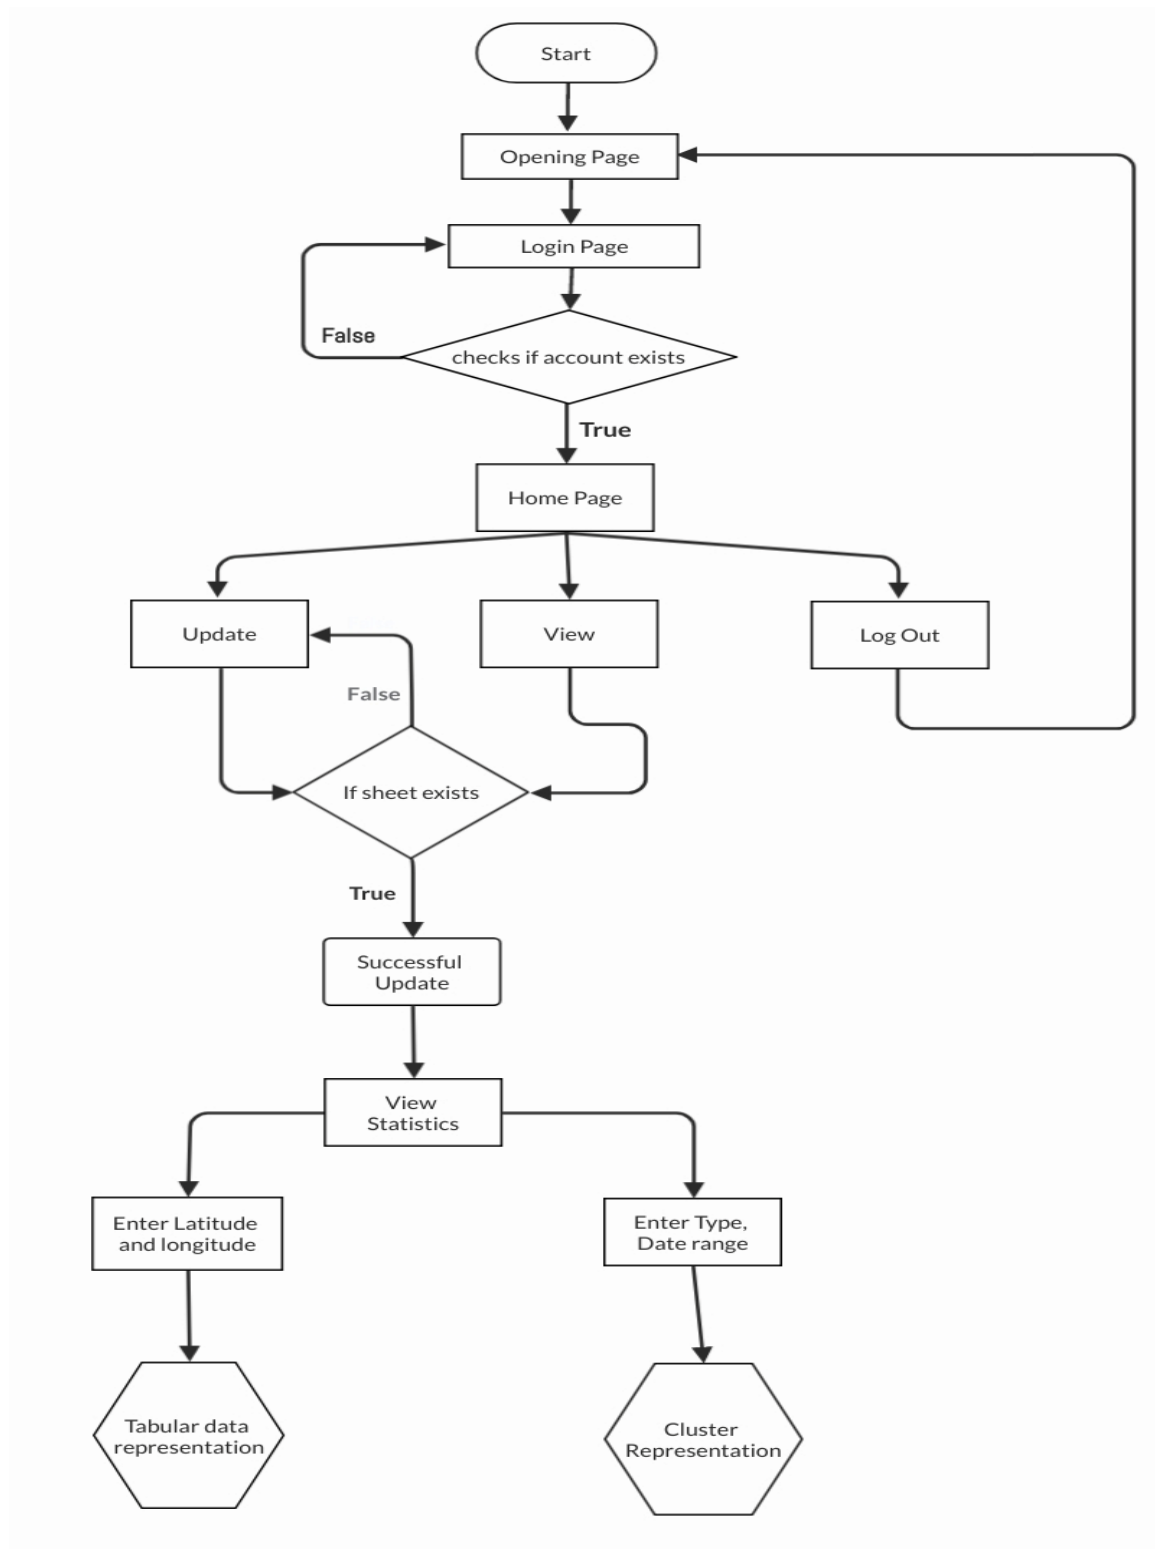 Start
Opening Page
Login Page
False
checks if account exists
True
Home Page
Update
View
Log Out
False
If sheet exists
True
Successful
Update
View
Statistics
Enter Latitude
and longitude
Enter Type,
Date range
Tabular data
representation
Cluster
Representation